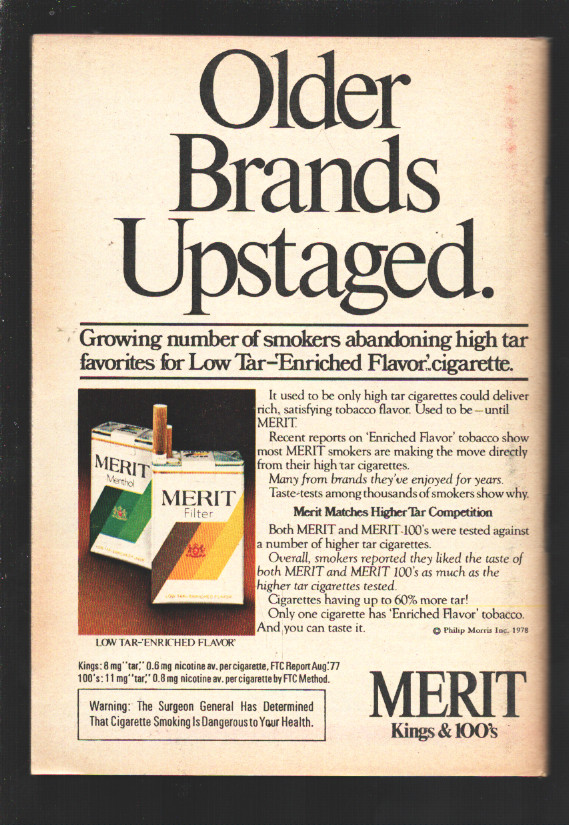 Older
Brands
Upstaged.
Growing number of smokers abandoning high tar
favorites for Low Tar-'Enriched Flavor'™ cigarette.
It used to be only high tar cigarettes could deliver
rich, satisfying tobacco flavor. Used to be—until
MERIT.
Recent reports on 'Enriched Flavor' tobacco show
most MERIT smokers are making the move directly
from their high tar cigarettes.
Many from brands they've enjoyed for years.
Taste-tests among thousands of smokers show why.
Merit Matches Higher Tar Competition
Both MERIT and MERIT 100's were tested against
a number of higher tar cigarettes.
Overall, smokers reported they liked the taste of
both MERIT and MERIT 100's as much as the
higher tar cigarettes tested.
Cigarettes having up to 60% more tar!
Only one cigarette has 'Enriched Flavor' tobacco.
And you can taste it.
© Philip Morris Inc. 1978
MERIT
Menthol
MERIT
Filter
LOW TAR-ENRICHED FLAVOR
LOW TAR-'ENRICHED FLAVOR'
Kings: 8 mg "tar," 0.6 mg nicotine av. per cigarette, FTC Report Aug.'77
100's: 11 mg "tar," 0.8 mg nicotine av. per cigarette by FTC Method.
Warning: The Surgeon General Has Determined
That Cigarette Smoking Is Dangerous to Your Health.
MERIT
Kings & 100's